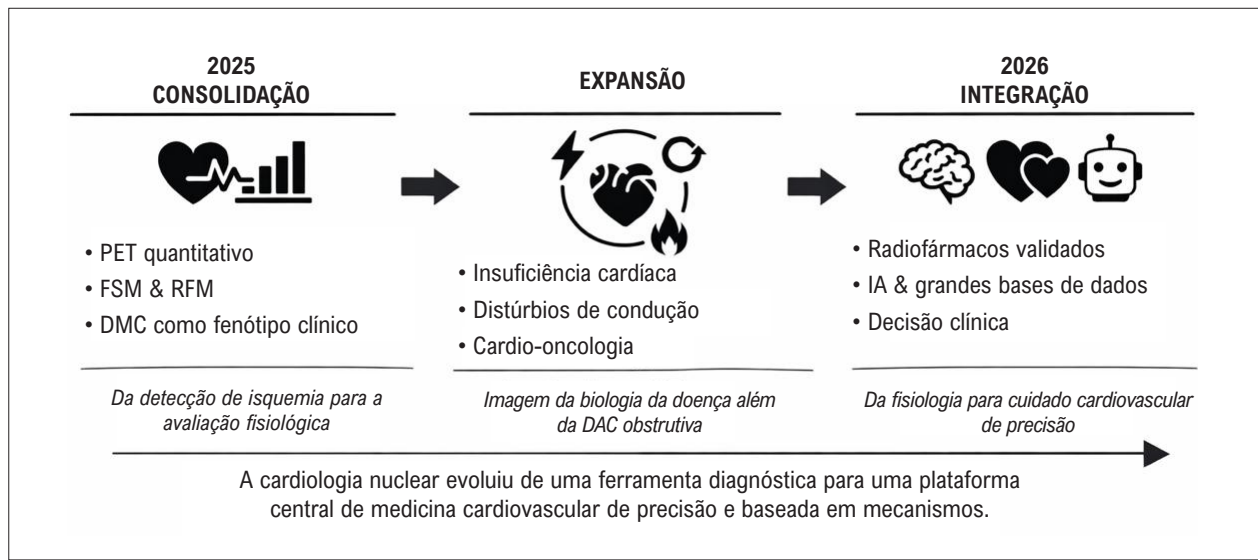 2025
CONSOLIDAÇÃO
• PET quantitativo
• FSM & RFM
• DMC como fenótipo clínico
Da detecção de isquemia para a
avaliação fisiológica
EXPANSÃO
• Insuficiência cardíaca
• Distúrbios de condução
• Cardio-oncologia
Imagem da biologia da doença além
da DAC obstrutiva
2026
INTEGRAÇÃO
• Radiofármacos validados
• IA & grandes bases de dados
• Decisão clínica
Da fisiologia para cuidado cardiovascular
de precisão
A cardiologia nuclear evoluiu de uma ferramenta diagnóstica para uma plataforma
central de medicina cardiovascular de precisão e baseada em mecanismos.